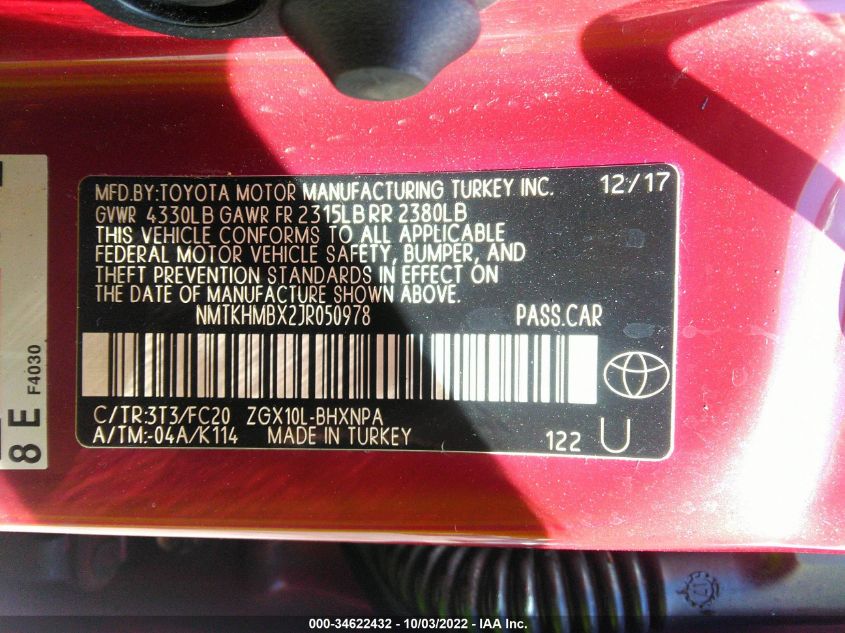 MFD.BY:TOYOTA MOTOR MANUFACTURING TURKEY INC. 12/17
GVWR 4330LB GAWR FR 2315LB RR 2380LB
THIS VEHICLE CONFORMS TO ALL APPLICABLE
FEDERAL MOTOR VEHICLE SAFETY, BUMPER, AND
THEFT PREVENTION STANDARDS IN EFFECT ON
THE DATE OF MANUFACTURE SHOWN ABOVE.
NMTKHMBX2JR050978 PASS.CAR
C/TR:3T3/FC20 ZGX10L-BHXNPA
A/TM:-04A/K114 MADE IN TURKEY 122 U
8 E F4030
000-34622432 - 10/03/2022 - IAA Inc.